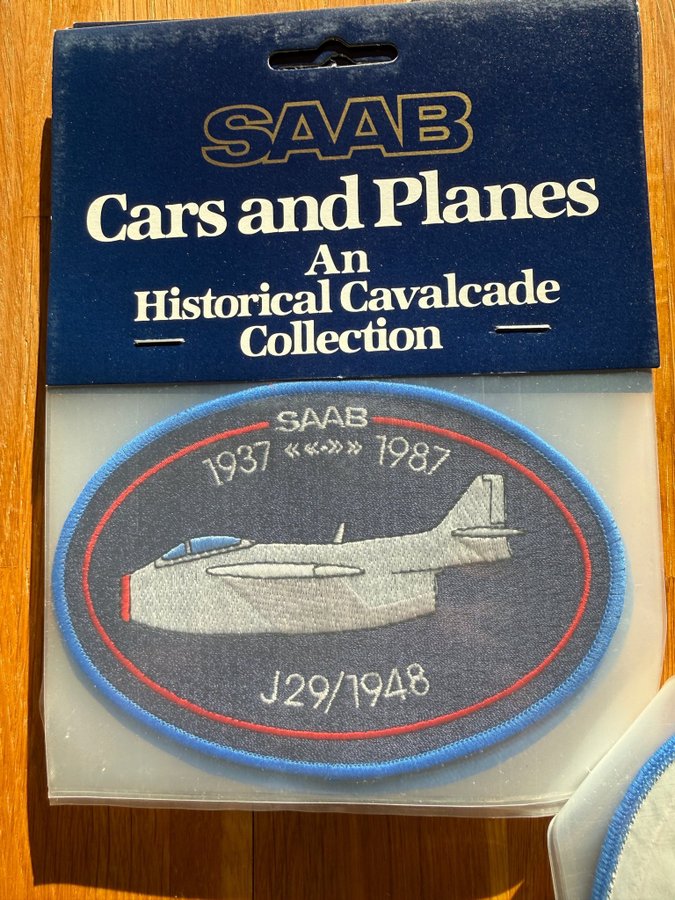 SAAB
Cars and Planes
An
Historical Cavalcade
Collection
SAAB
1937 «‹·›» 1987
J29/1948